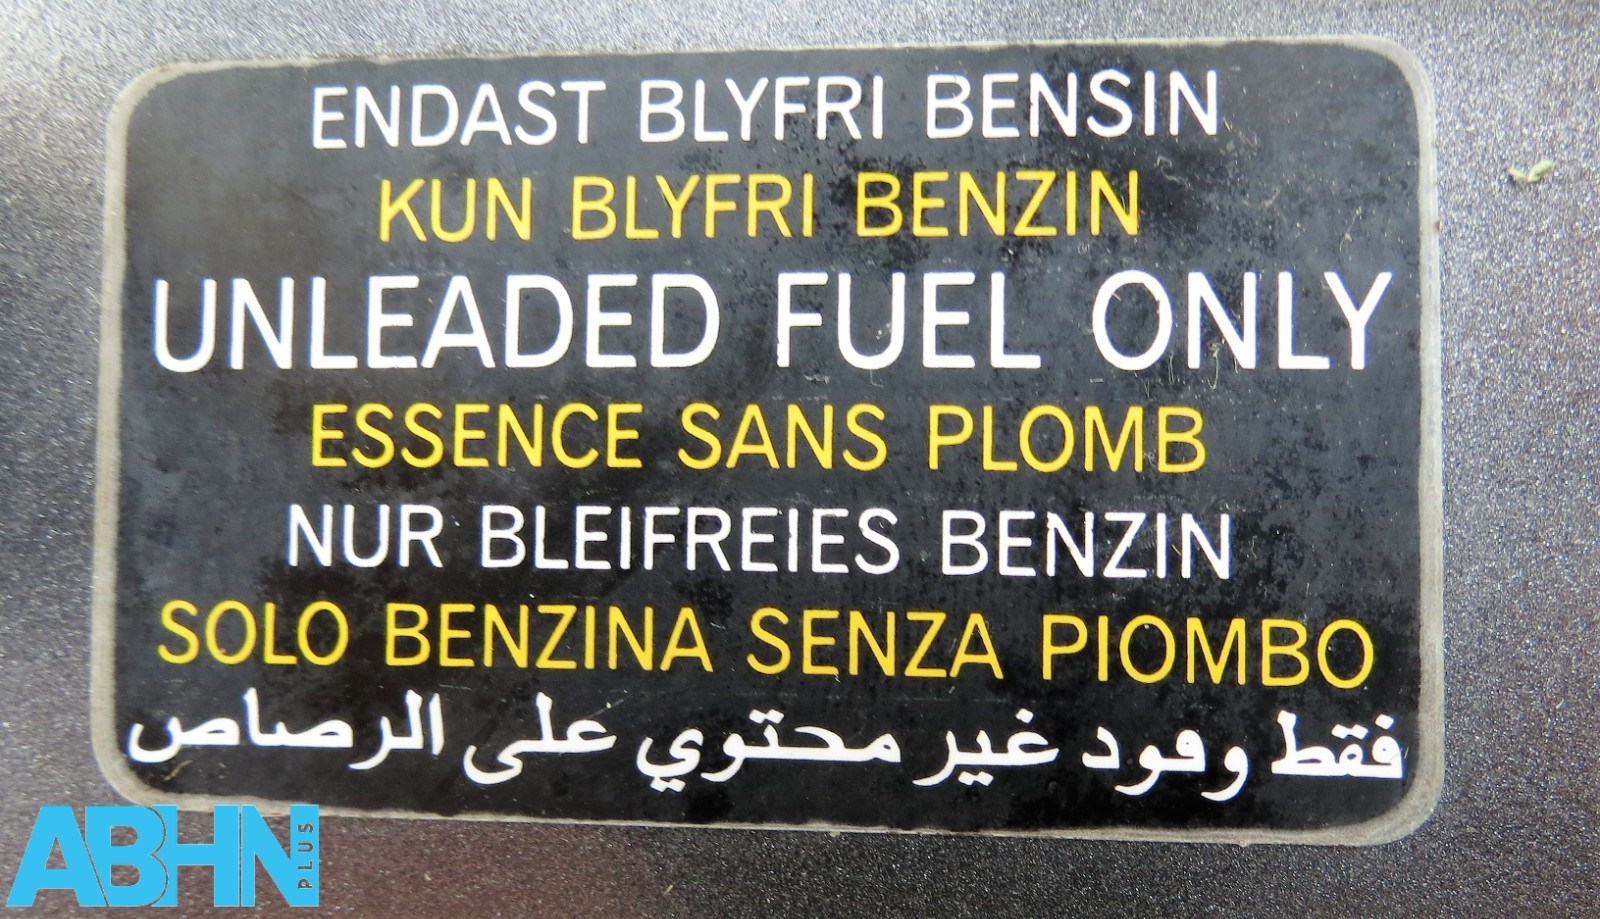 ENDAST BLYFRI BENSIN
KUN BLYFRI BENZIN
UNLEADED FUEL ONLY
ESSENCE SANS PLOMB
NUR BLEIFREIES BENZIN
SOLO BENZINA SENZA PIOMBO
فقط وقود غير محتوي على الرصاص
ABHN PLUS